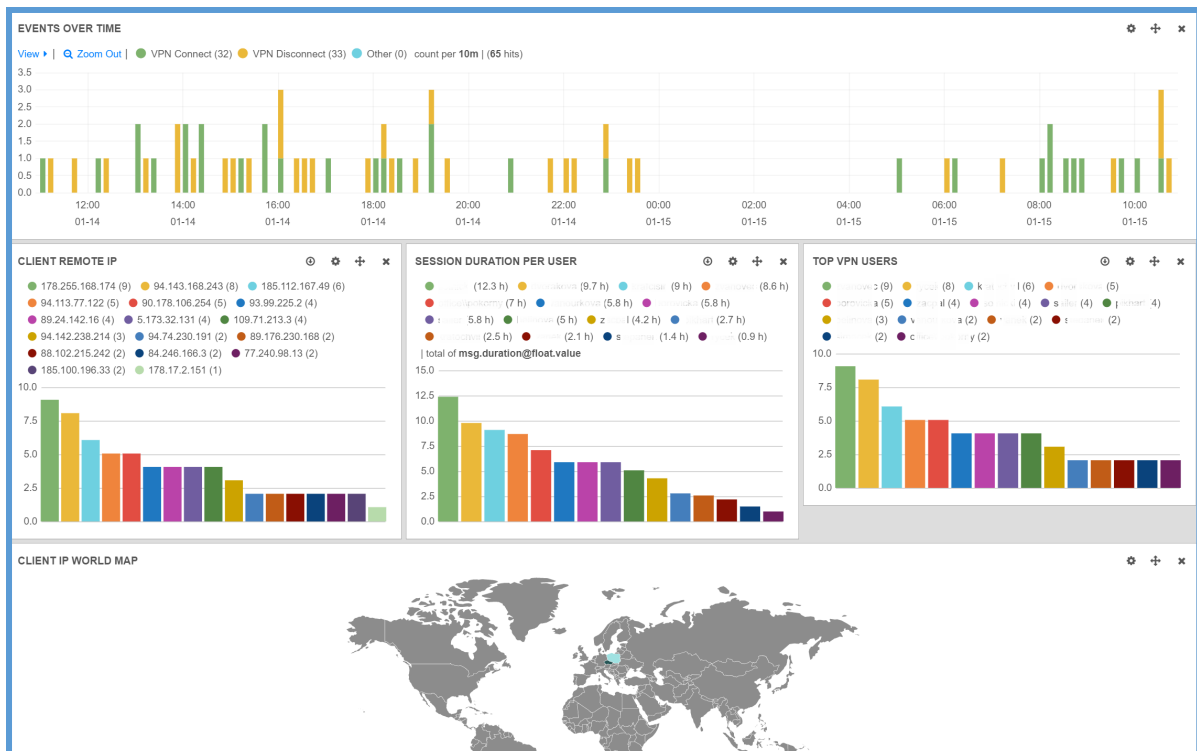 EVENTS OVER TIME
View | Zoom Out | VPN Connect (32) VPN Disconnect (33) Other (0) count per 10m | (65 hits)
3.5
3.0
2.5
2.0
1.5
1.0
0.5
0.0
12:00 14:00 16:00 18:00 20:00 22:00 00:00 02:00 04:00 06:00 08:00 10:00
01-14 01-14 01-14 01-14 01-14 01-14 01-15 01-15 01-15 01-15 01-15 01-15
CLIENT REMOTE IP
178.255.168.174 (9) 94.143.168.243 (8) 185.112.167.49 (6)
94.113.77.122 (5) 90.178.106.254 (5) 93.99.225.2 (4)
89.24.142.16 (4) 5.173.32.131 (4) 109.71.213.3 (4)
94.142.238.214 (3) 94.74.230.191 (2) 89.176.230.168 (2)
88.102.215.242 (2) 84.246.166.3 (2) 77.240.98.13 (2)
185.100.196.33 (2) 178.17.2.151 (1)
10.0
7.5
5.0
2.5
0.0
SESSION DURATION PER USER
(12.3 h) (9.7 h) (9 h) (8.6 h)
(7 h) (5.8 h) (5.8 h)
5.8 h) (5 h) (4.2 h) (2.7 h)
(2.5 h) (2.1 h) (1.4 h) (0.9 h)
| total of msg.duration@float.value
15.0
12.5
10.0
7.5
5.0
2.5
0.0
TOP VPN USERS
(9) (8) (6) (5)
(5) (4) (4) (4) 4)
(3) (2) (2) (2)
(2) (2)
10.0
7.5
5.0
2.5
0.0
CLIENT IP WORLD MAP